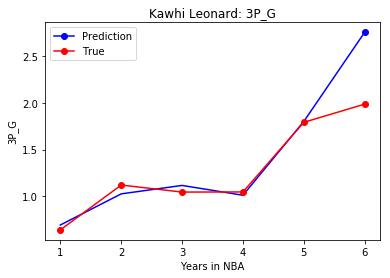 Kawhi Leonard: 3P_G
Prediction
True
3P_G
2.5
2.0
1.5
1.0
1 2 3 4 5 6
Years in NBA